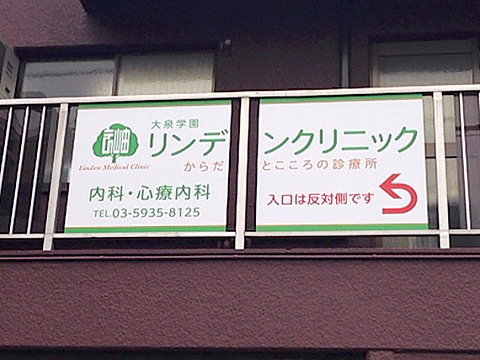 大泉学園
リンデンクリニック
Linden Medical Clinic
からだとこころの診療所
内科・心療内科
TEL.03-5935-8125
入口は反対側です